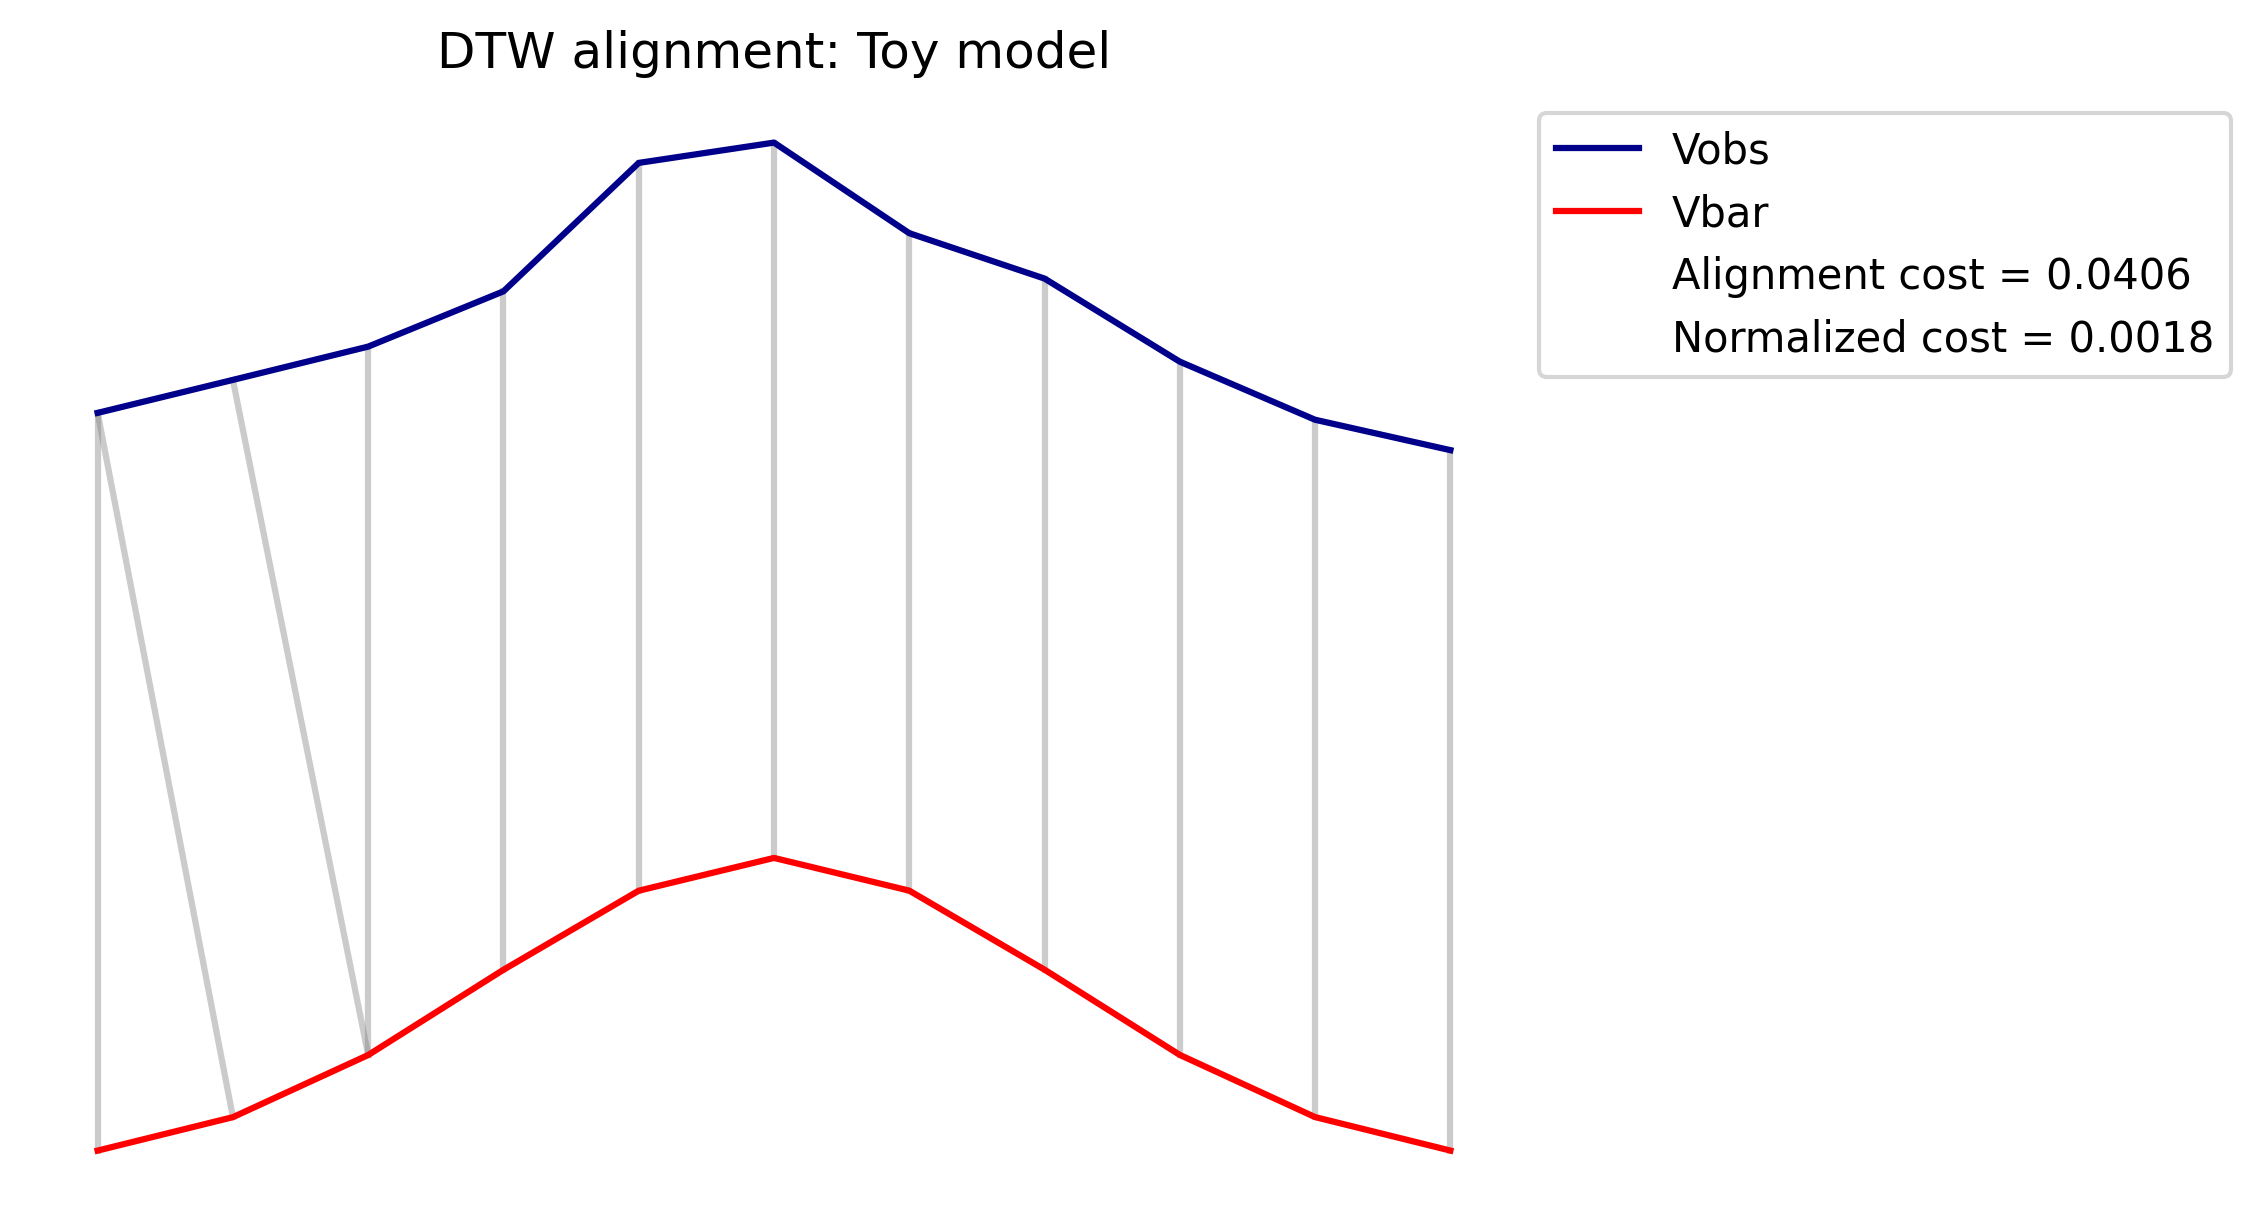 DTW alignment: Toy model
Vobs
Vbar
Alignment cost = 0.0406
Normalized cost = 0.0018